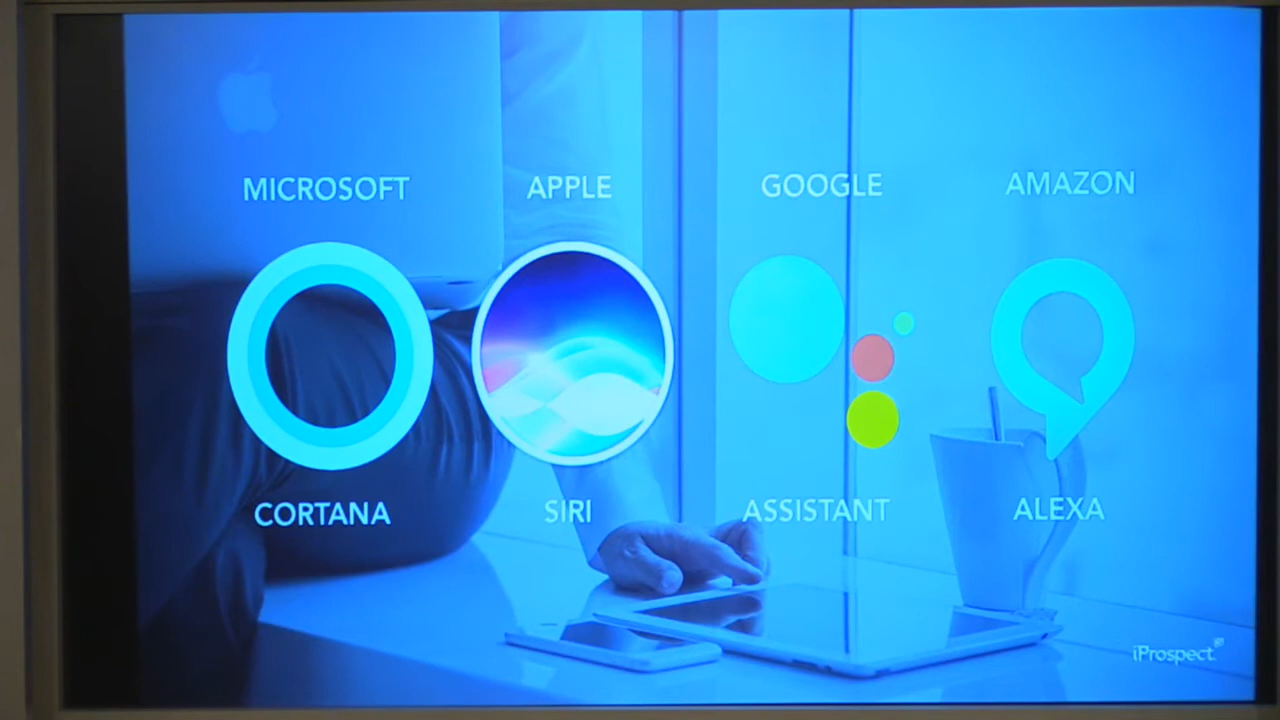 MICROSOFT APPLE GOOGLE AMAZON
CORTANA SIRI ASSISTANT ALEXA
iProspect